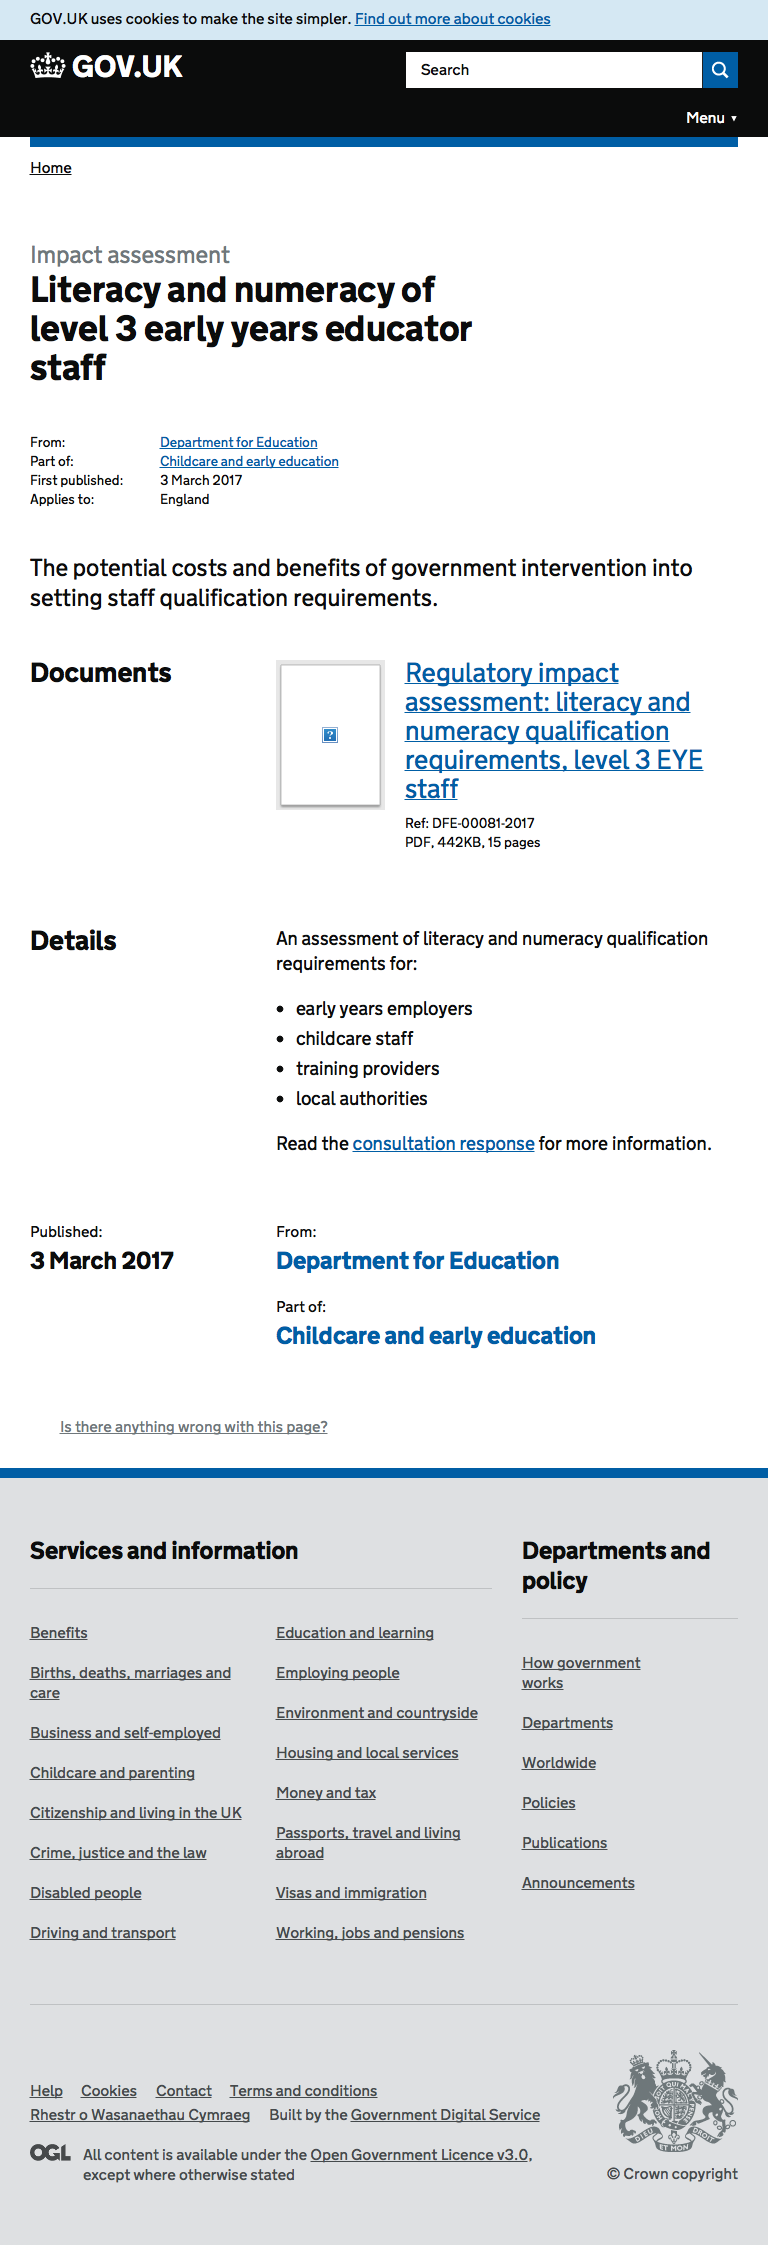 GOV.UK uses cookies to make the site simpler. Find out more about cookies
GOV.UK
Search
Menu ▼
Home
Impact assessment
Literacy and numeracy of
level 3 early years educator
staff
From: Department for Education
Part of: Childcare and early education
First published: 3 March 2017
Applies to: England
The potential costs and benefits of government intervention into
setting staff qualification requirements.
Documents
Regulatory impact
assessment: literacy and
numeracy qualification
requirements, level 3 EYE
staff
Ref: DFE-00081-2017
PDF, 442KB, 15 pages
Details
An assessment of literacy and numeracy qualification
requirements for:
• early years employers
• childcare staff
• training providers
• local authorities
Read the consultation response for more information.
Published:
3 March 2017
From:
Department for Education
Part of:
Childcare and early education
Is there anything wrong with this page?
Services and information
Benefits
Births, deaths, marriages and
care
Business and self-employed
Childcare and parenting
Citizenship and living in the UK
Crime, justice and the law
Disabled people
Driving and transport
Education and learning
Employing people
Environment and countryside
Housing and local services
Money and tax
Passports, travel and living
abroad
Visas and immigration
Working, jobs and pensions
Departments and
policy
How government
works
Departments
Worldwide
Policies
Publications
Announcements
Help Cookies Contact Terms and conditions
Rhestr o Wasanaethau Cymraeg Built by the Government Digital Service
OGL All content is available under the Open Government Licence v3.0,
except where otherwise stated
DIEU ET MON DROIT
© Crown copyright